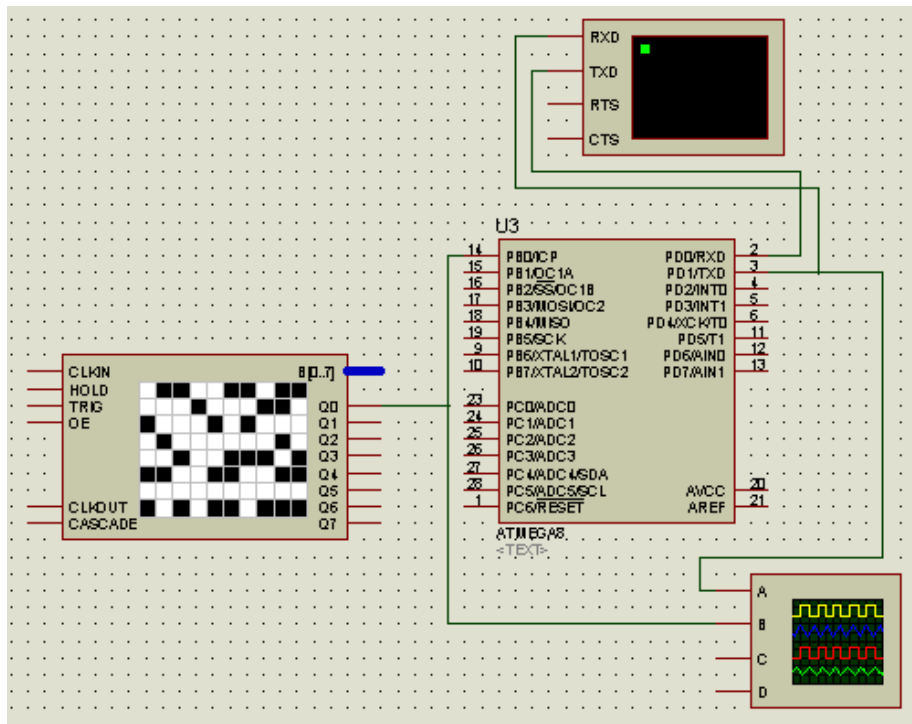 RXD
TXD
RTS
CTS
U3
14 PB0/ICP PD0/RXD 2
15 PB1/OC1A PD1/TXD 3
16 PB2/SS/OC1B PD2/INT0 4
17 PB3/MOSI/OC2 PD3/INT1 5
18 PB4/MISO PD4/XCK/T0 6
19 PB5/SCK PD5/T1 11
9 PB6/XTAL1/TOSC1 PD6/AIN0 12
10 PB7/XTAL2/TOSC2 PD7/AIN1 13
23 PC0/ADC0
24 PC1/ADC1
25 PC2/ADC2
26 PC3/ADC3
27 PC4/ADC4/SDA
28 PC5/ADC5/SCL AVCC 20
1 PC6/RESET AREF 21
ATMEGA8
<TEXT>
CLKIN B[0..7]
HOLD
TRIG Q0
OE Q1
Q2
Q3
Q4
Q5
CLKOUT Q6
CASCADE Q7
A
B
C
D